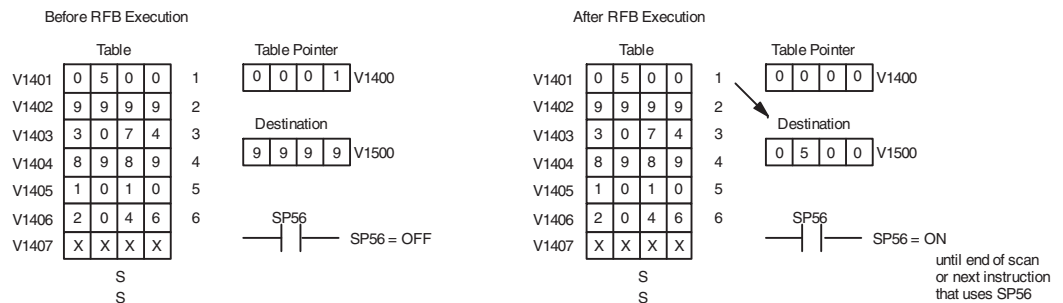 Before RFB Execution
Table
Table Pointer
V1401 0 5 0 0 1
0 0 0 1 V1400
V1402 9 9 9 9 2
V1403 3 0 7 4 3
Destination
V1404 8 9 8 9 4
9 9 9 9 V1500
V1405 1 0 1 0 5
V1406 2 0 4 6 6
SP56
SP56 = OFF
V1407 X X X X
S
S
After RFB Execution
Table
Table Pointer
V1401 0 5 0 0 1
0 0 0 0 V1400
V1402 9 9 9 9 2
V1403 3 0 7 4 3
Destination
V1404 8 9 8 9 4
0 5 0 0 V1500
V1405 1 0 1 0 5
V1406 2 0 4 6 6
SP56
SP56 = ON
V1407 X X X X
until end of scan
or next instruction
that uses SP56
S
S